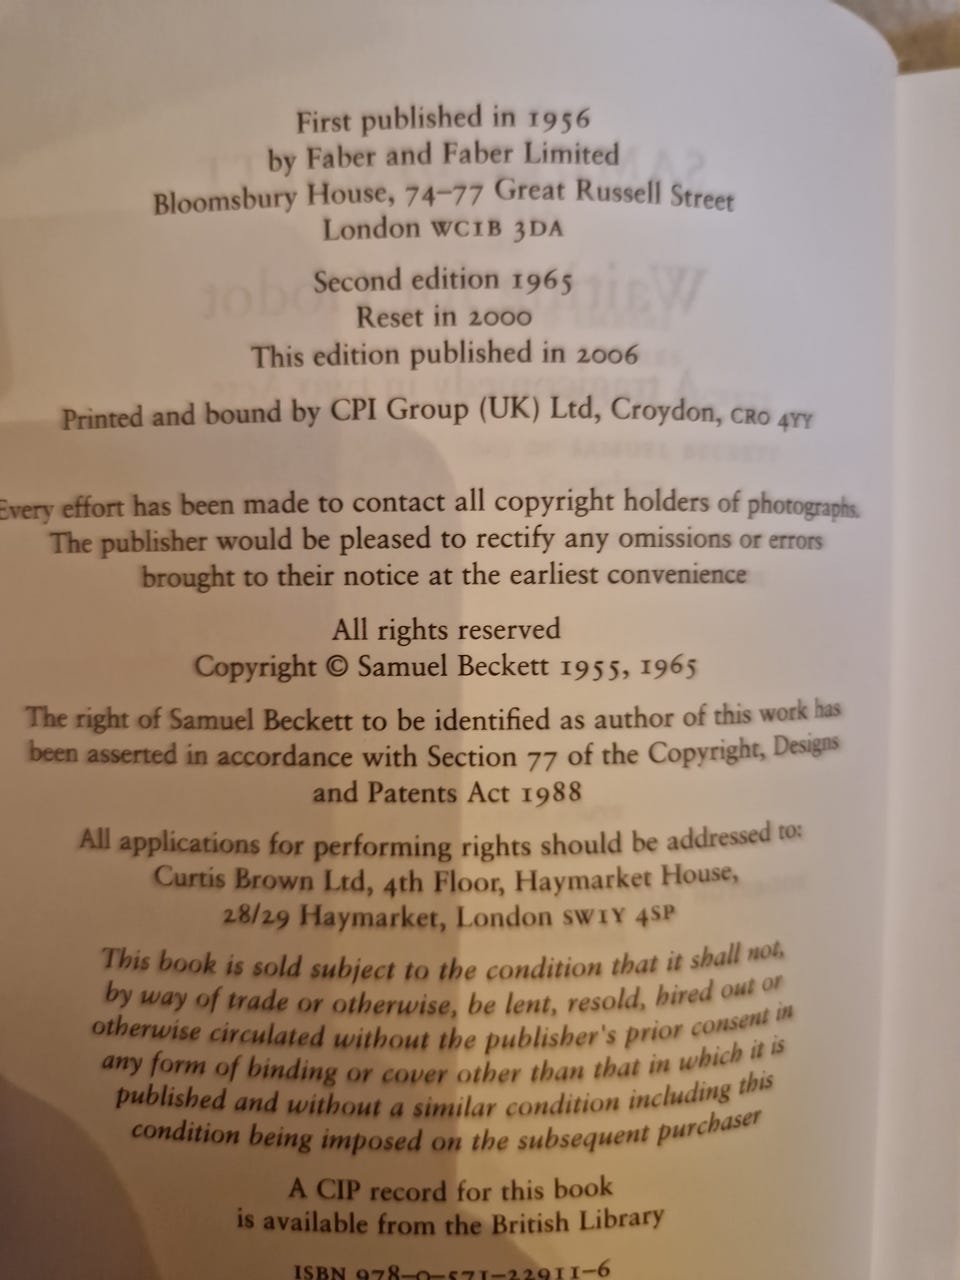 First published in 1956
by Faber and Faber Limited
Bloomsbury House, 74–77 Great Russell Street
London WC1B 3DA
Second edition 1965
Reset in 2000
This edition published in 2006
Printed and bound by CPI Group (UK) Ltd, Croydon, CR0 4YY
Every effort has been made to contact all copyright holders of photographs.
The publisher would be pleased to rectify any omissions or errors
brought to their notice at the earliest convenience
All rights reserved
Copyright © Samuel Beckett 1955, 1965
The right of Samuel Beckett to be identified as author of this work has
been asserted in accordance with Section 77 of the Copyright, Designs
and Patents Act 1988
All applications for performing rights should be addressed to:
Curtis Brown Ltd, 4th Floor, Haymarket House,
28/29 Haymarket, London SW1Y 4SP
This book is sold subject to the condition that it shall not,
by way of trade or otherwise, be lent, resold, hired out or
otherwise circulated without the publisher's prior consent in
any form of binding or cover other than that in which it is
published and without a similar condition including this
condition being imposed on the subsequent purchaser
A CIP record for this book
is available from the British Library
ISBN 978–0–571–22911–6